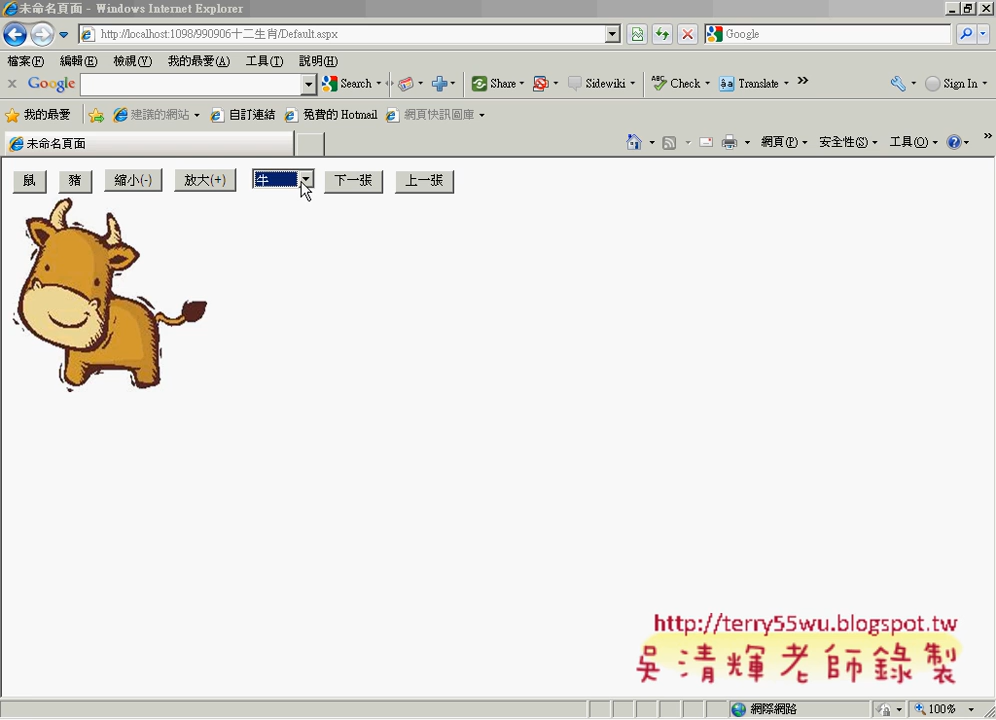 未命名頁面 - Windows Internet Explorer
http://localhost:1098/990906十二生肖/Default.aspx
Google
檔案(F) 編輯(E) 檢視(V) 我的最愛(A) 工具(T) 說明(H)
x Google Search Share Sidewiki Check Translate Sign In
我的最愛 建議的網站 自訂連結 免費的 Hotmail 網頁快訊圖庫
未命名頁面
網頁(P) 安全性(S) 工具(O)
鼠 豬 縮小(-) 放大(+) 牛 下一張 上一張
http://terry55wu.blogspot.tw
吳清輝老師錄製
網際網路 100%